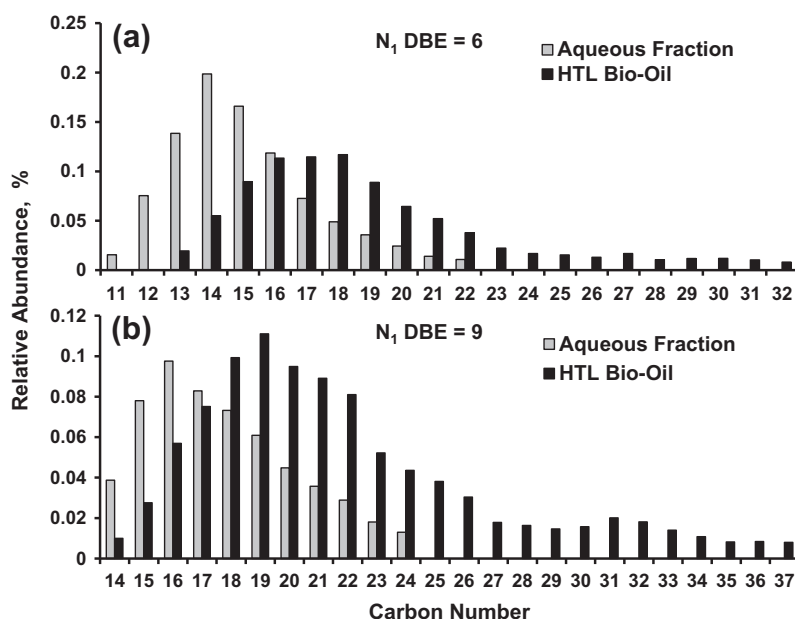 (a)
N₁ DBE = 6
Aqueous Fraction
HTL Bio-Oil
0.25
0.2
0.15
0.1
0.05
0
11 12 13 14 15 16 17 18 19 20 21 22 23 24 25 26 27 28 29 30 31 32
Relative Abundance, %
(b)
N₁ DBE = 9
Aqueous Fraction
HTL Bio-Oil
0.12
0.1
0.08
0.06
0.04
0.02
0
14 15 16 17 18 19 20 21 22 23 24 25 26 27 28 29 30 31 32 33 34 35 36 37
Carbon Number